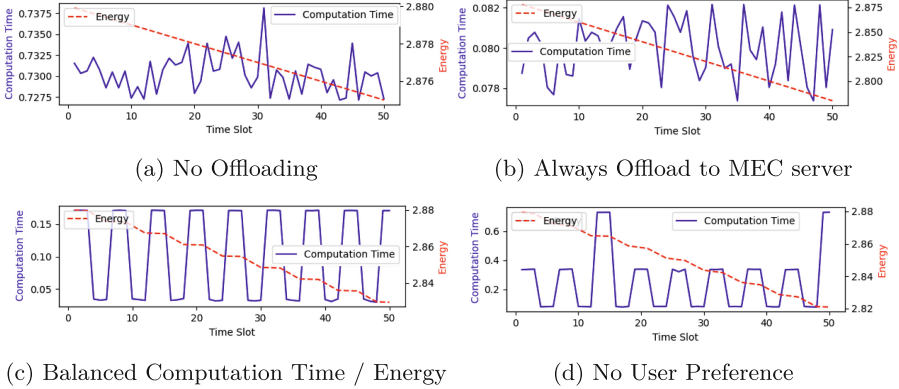 0.7375
0.7350
0.7325
0.7300
0.7275
Computation Time
Energy
Computation Time
2.880
2.878
2.876
Energy
0 10 20 30 40 50
Time Slot
(a) No Offloading
0.082
0.080
0.078
Computation Time
Energy
Computation Time
2.875
2.850
2.825
2.800
Energy
0 10 20 30 40 50
Time Slot
(b) Always Offload to MEC server
0.15
0.10
0.05
Computation Time
Energy
Computation Time
2.88
2.86
2.84
Energy
0 10 20 30 40 50
Time Slot
(c) Balanced Computation Time / Energy
0.6
0.4
0.2
Computation Time
Energy
Computation Time
2.88
2.86
2.84
2.82
Energy
0 10 20 30 40 50
Time Slot
(d) No User Preference